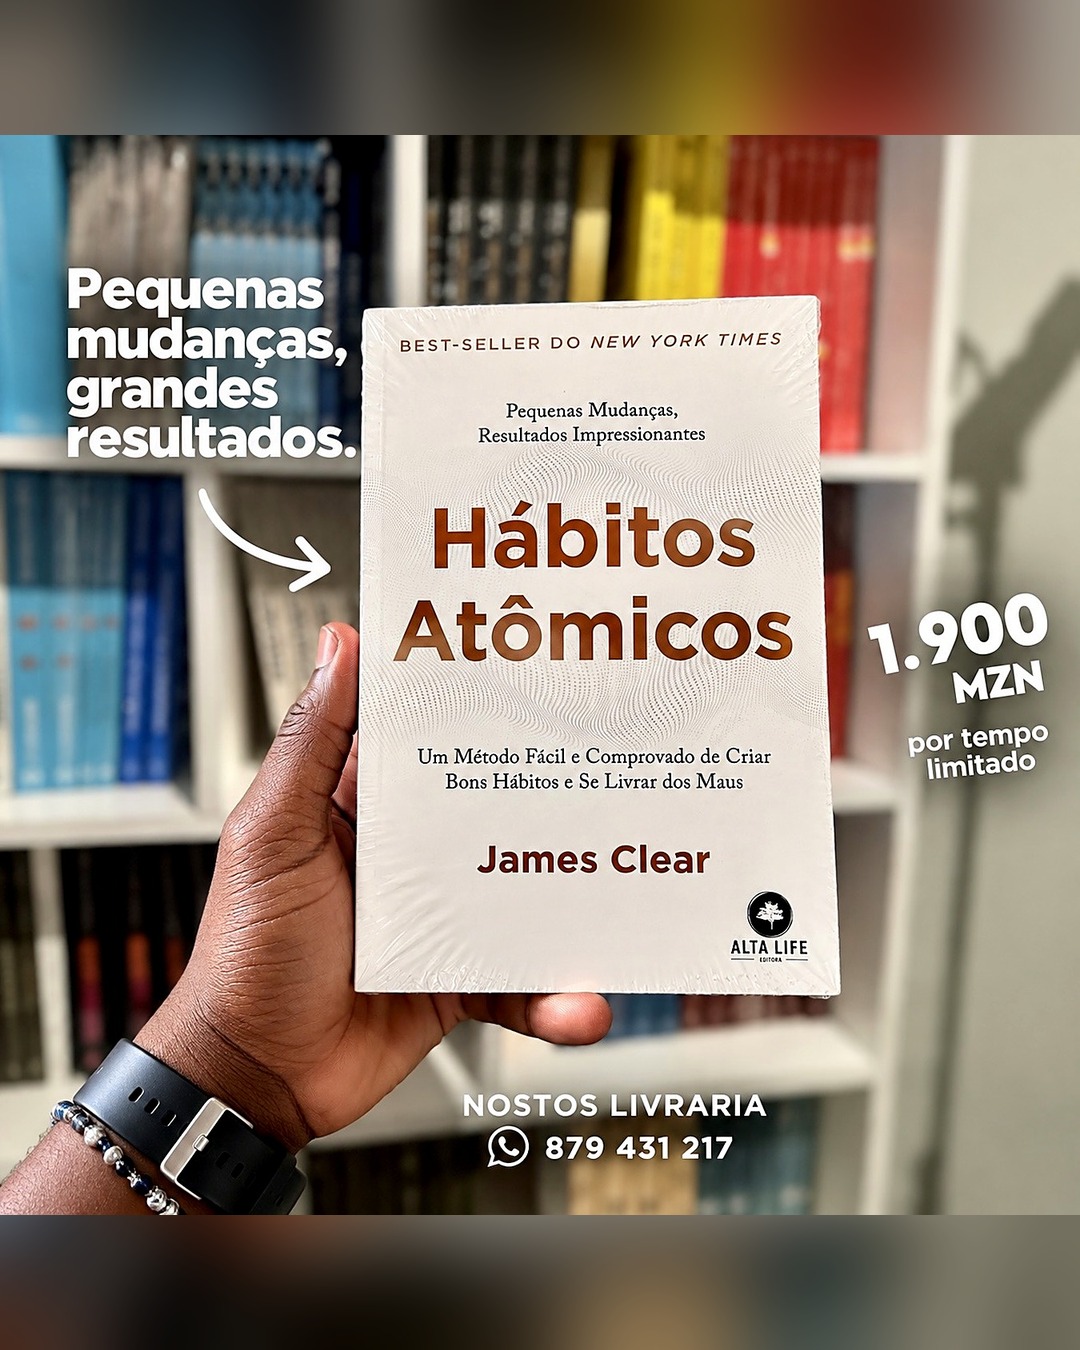 Pequenas
mudanças,
grandes
resultados.
BEST-SELLER DO NEW YORK TIMES
Pequenas Mudanças,
Resultados Impressionantes
Hábitos
Atômicos
Um Método Fácil e Comprovado de Criar
Bons Hábitos e Se Livrar dos Maus
James Clear
ALTA LIFE
EDITORA
1.900
MZN
por tempo
limitado
NOSTOS LIVRARIA
879 431 217